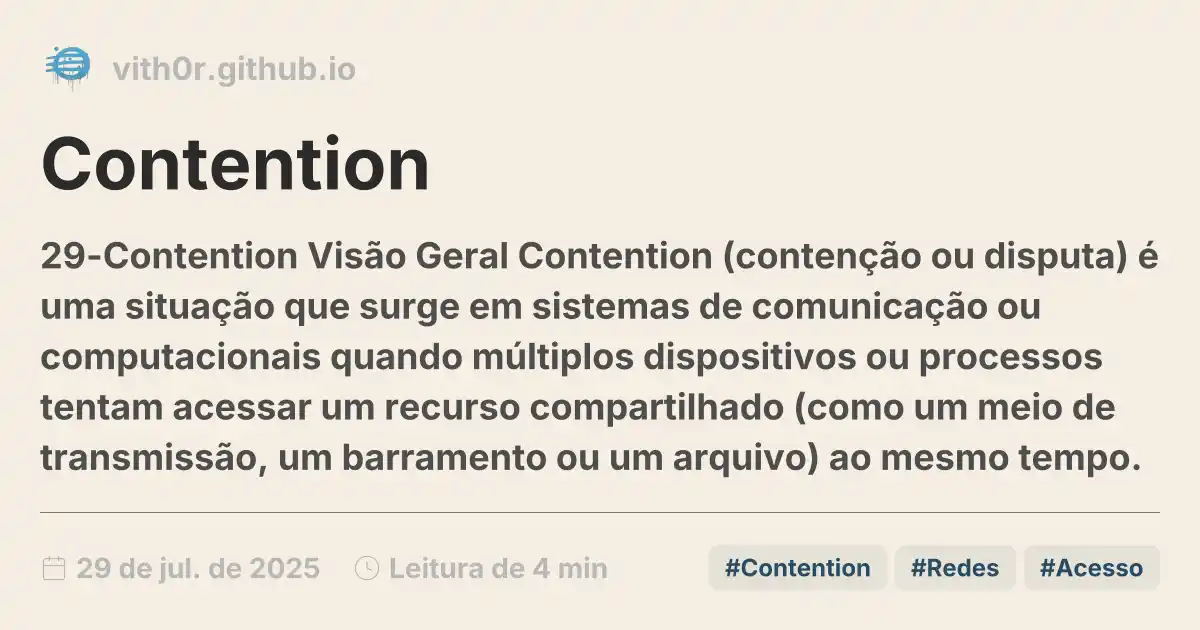 vith0r.github.io
Contention
29-Contention Visão Geral Contention (contenção ou disputa) é
uma situação que surge em sistemas de comunicação ou
computacionais quando múltiplos dispositivos ou processos
tentam acessar um recurso compartilhado (como um meio de
transmissão, um barramento ou um arquivo) ao mesmo tempo.
29 de jul. de 2025 Leitura de 4 min #Contention #Redes #Acesso